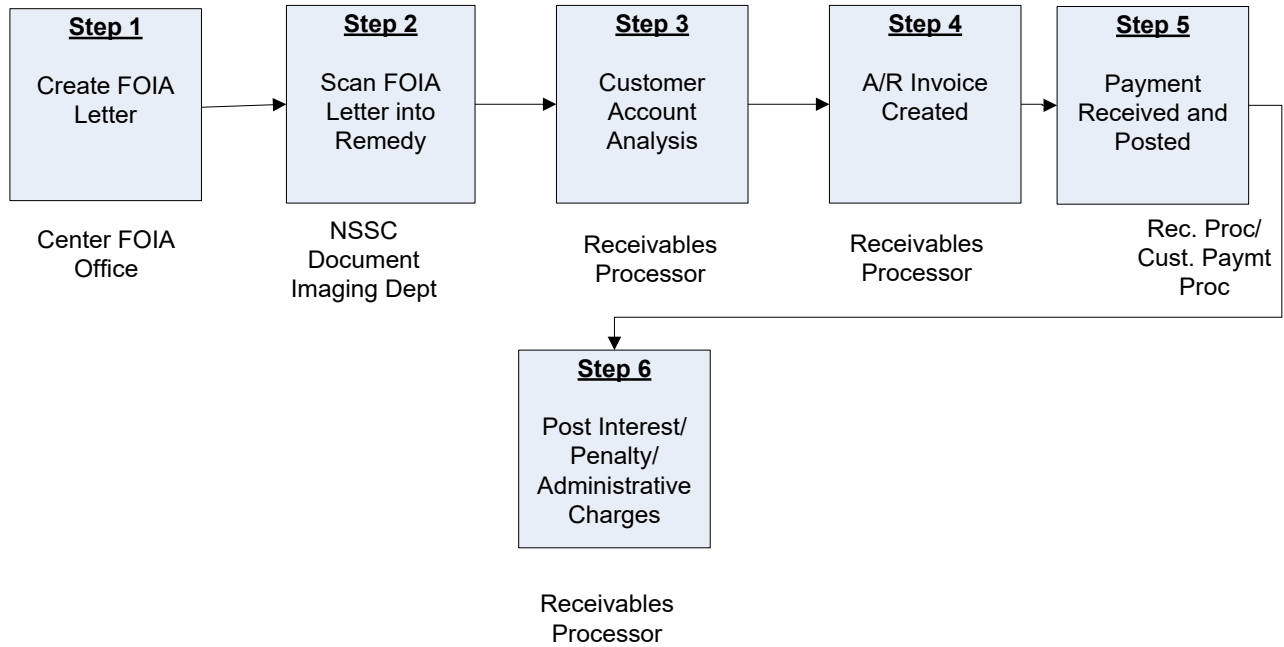 Step 1
Create FOIA
Letter
Center FOIA
Office
Step 2
Scan FOIA
Letter into
Remedy
NSSC
Document
Imaging Dept
Step 3
Customer
Account
Analysis
Receivables
Processor
Step 4
A/R Invoice
Created
Receivables
Processor
Step 5
Payment
Received and
Posted
Rec. Proc/
Cust. Paymt
Proc
Step 6
Post Interest/
Penalty/
Administrative
Charges
Receivables
Processor